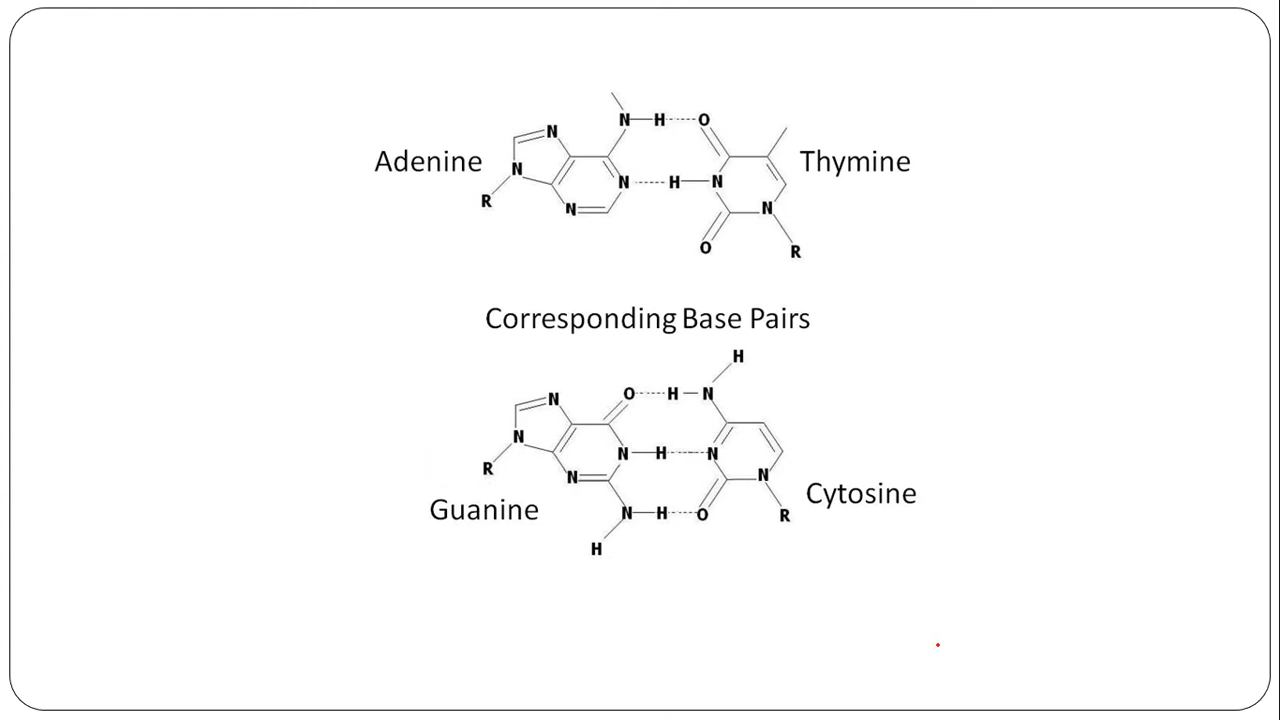 N H O
N
Adenine N N H N Thymine
R N N
O R
Corresponding Base Pairs
H
N O H N
N N H N
R N N Cytosine
Guanine N H O R
H